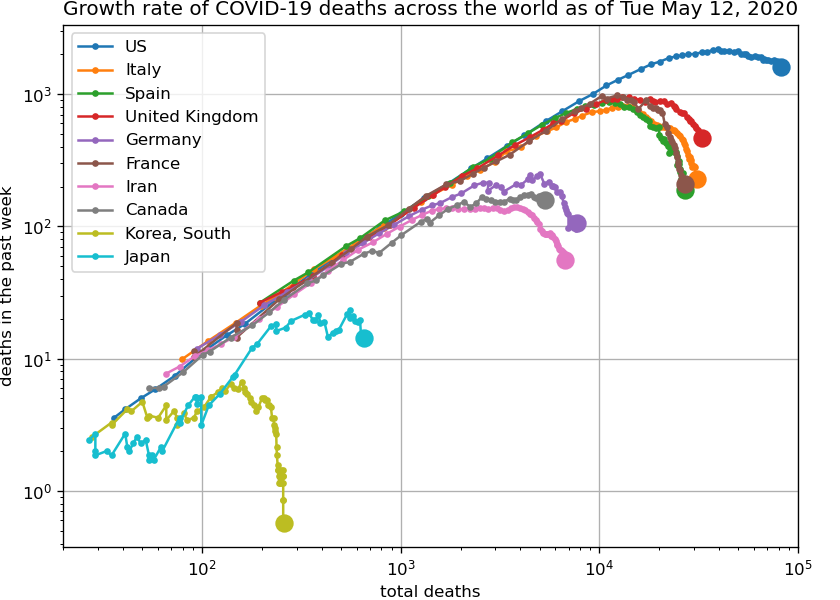 Growth rate of COVID-19 deaths across the world as of Tue May 12, 2020
US
Italy
Spain
United Kingdom
Germany
France
Iran
Canada
Korea, South
Japan
deaths in the past week
10³
10²
10¹
10⁰
10² 10³ 10⁴ 10⁵
total deaths